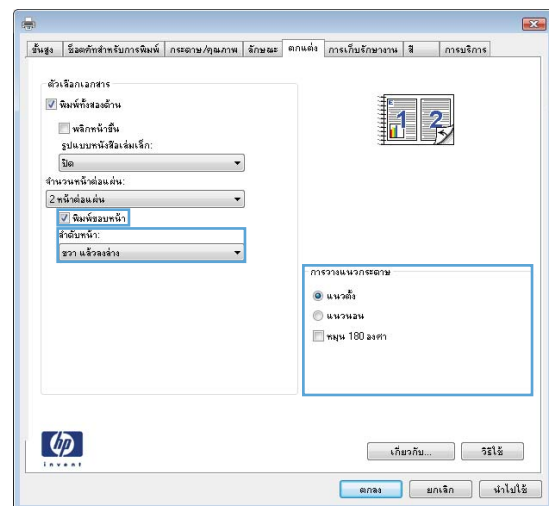 ขั้นสูง ช็อตคัทสำหรับการพิมพ์ กระดาษ/คุณภาพ ลักษณะ ตกแต่ง การเก็บรักษางาน สี การบริการ
ตัวเลือกเอกสาร
พิมพ์ทั้งสองด้าน
พลิกหน้าขึ้น
รูปแบบหนังสือเล่มเล็ก:
ปิด
จำนวนหน้าต่อแผ่น:
2 หน้าต่อแผ่น
พิมพ์ขอบหน้า
ลำดับหน้า:
ขวา แล้วลงล่าง
1 2
การวางแนวกระดาษ
แนวตั้ง
แนวนอน
หมุน 180 องศา
hp
invent
เกี่ยวกับ... วิธีใช้
ตกลง ยกเลิก นำไปใช้